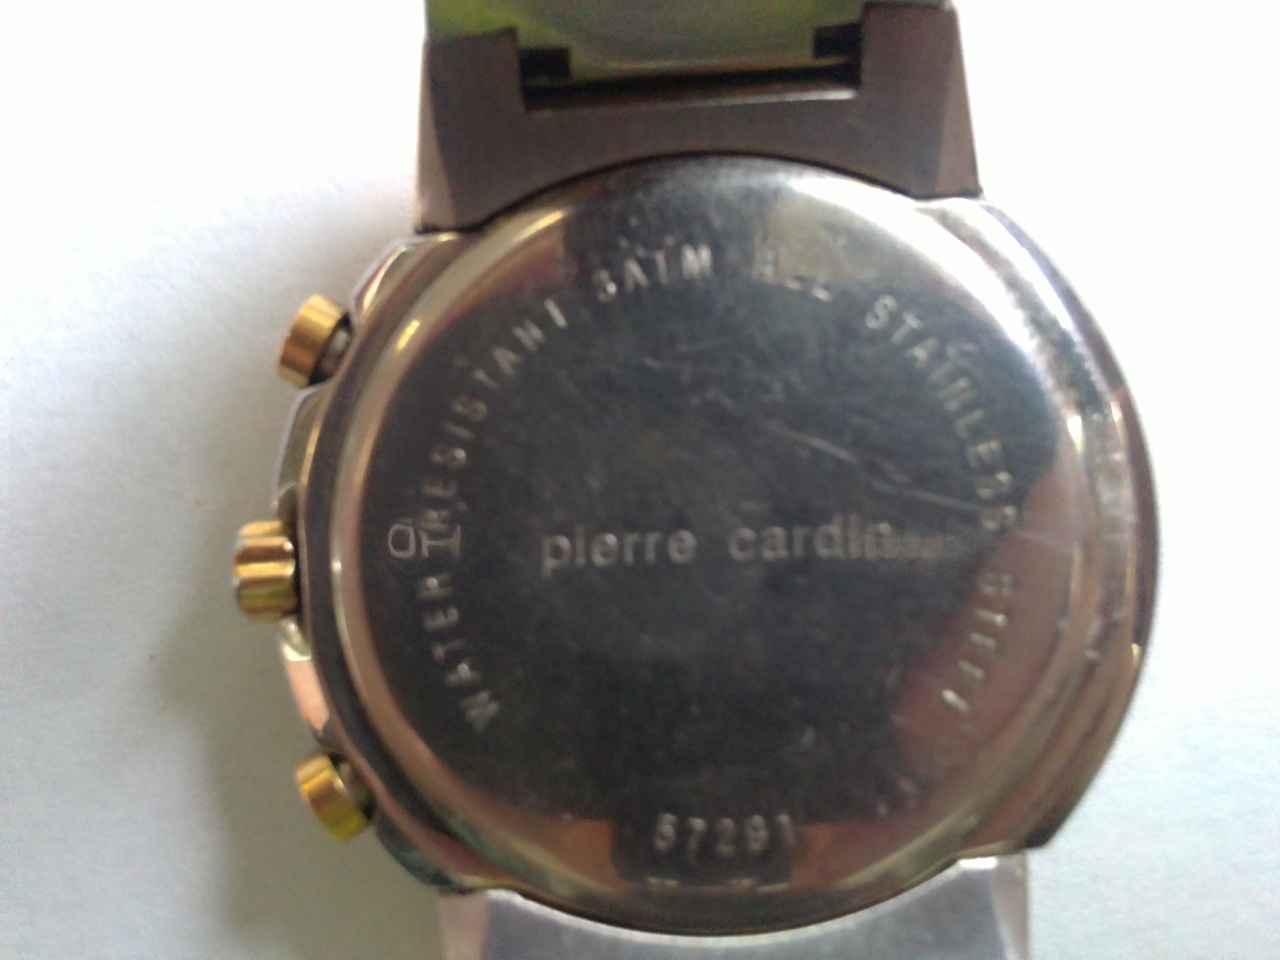 WATER RESISTANT 3ATM ALL STAINLESS STEEL
pierre cardin
57291